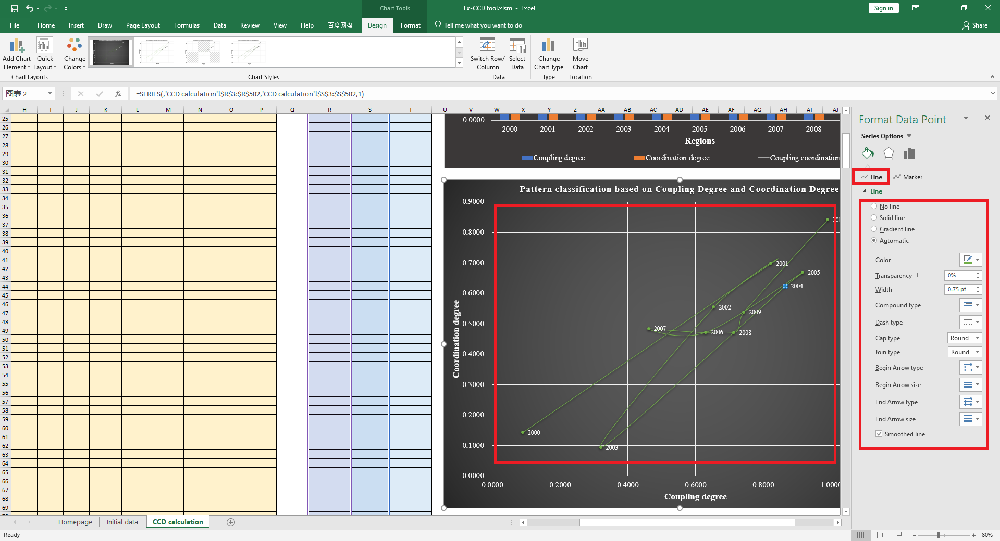 Chart Tools
Ex-CCD tool.xlsm - Excel
Sign in
File Home Insert Draw Page Layout Formulas Data Review View Help 百度网盘 Design Format Tell me what you want to do Share
Add Chart Element
Quick Layout
Change Colors
Switch Row/ Column
Select Data
Change Chart Type
Move Chart
Chart Layouts Chart Styles Data Type Location
图表 2
fx
=SERIES(,'CCD calculation'!$R$3:$R$502,'CCD calculation'!$S$3:$S$502,1)
H I J K L M N O P Q R S T U V W X Y Z AA AB AC AD AE AF AG AH AI AJ
25
26
27
28
29
30
31
32
33
34
35
36
37
38
39
40
41
42
43
44
45
46
47
48
49
50
51
52
53
54
55
56
57
58
59
60
61
62
63
64
65
66
67
68
69
0.0000
2000 2001 2002 2003 2004 2005 2006 2007 2008
Regions
Coupling degree Coordination degree Coupling coordination
Pattern classification based on Coupling Degree and Coordination Degree
0.9000
0.8000
0.7000
0.6000
0.5000
0.4000
0.3000
0.2000
0.1000
0.0000
Coordination degree
2001
2005
2004
2002
2009
2007
2006
2008
2000
2003
0.0000 0.2000 0.4000 0.6000 0.8000 1.0000
Coupling degree
Format Data Point
Series Options
Line Marker
Line
No line
Solid line
Gradient line
Automatic
Color
Transparency 0%
Width 0.75 pt
Compound type
Dash type
Cap type Round
Join type Round
Begin Arrow type
Begin Arrow size
End Arrow type
End Arrow size
Smoothed line
Homepage Initial data CCD calculation
Ready
80%